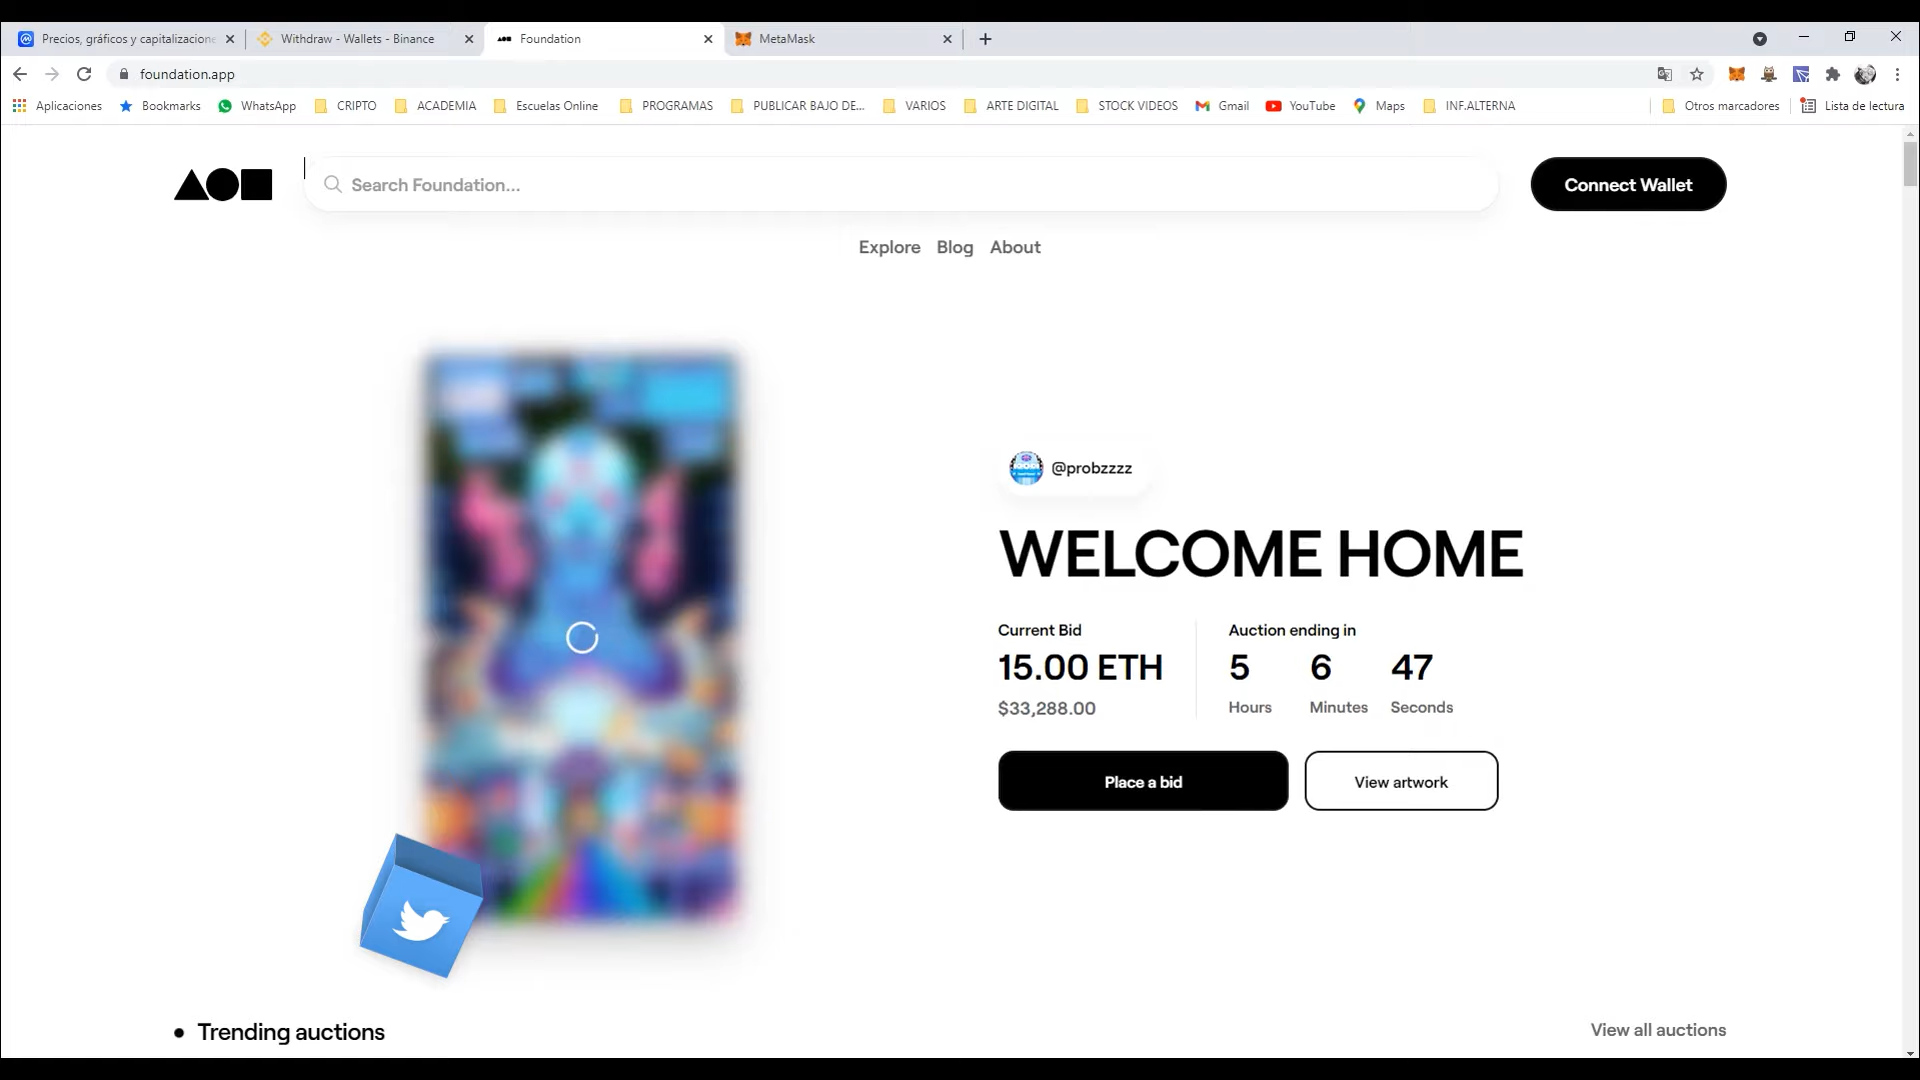 Precios, gráficos y capitalizacione
Withdraw - Wallets - Binance
Foundation
MetaMask
foundation.app
Aplicaciones
Bookmarks
WhatsApp
CRIPTO
ACADEMIA
Escuelas Online
PROGRAMAS
PUBLICAR BAJO DE...
VARIOS
ARTE DIGITAL
STOCK VIDEOS
Gmail
YouTube
Maps
INF.ALTERNA
Otros marcadores
Lista de lectura
Search Foundation...
Connect Wallet
Explore Blog About
@probzzzz
WELCOME HOME
Current Bid
15.00 ETH
$33,288.00
Auction ending in
5 6 47
Hours Minutes Seconds
Place a bid
View artwork
Trending auctions
View all auctions